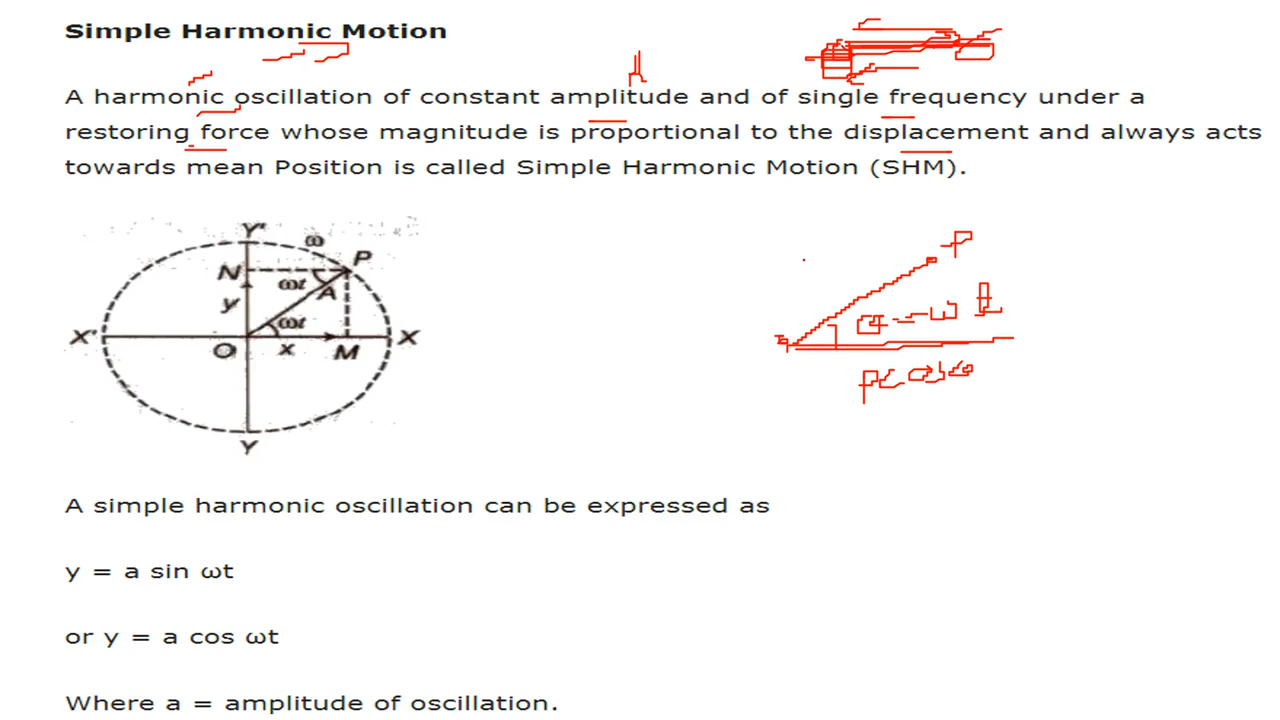 Simple Harmonic Motion
A harmonic oscillation of constant amplitude and of single frequency under a
restoring force whose magnitude is proportional to the displacement and always acts
towards mean Position is called Simple Harmonic Motion (SHM).
Y'
ω
N P
ωt A
y
ωt
X' O x M X
Y
P
A simple harmonic oscillation can be expressed as
y = a sin ωt
or y = a cos ωt
Where a = amplitude of oscillation.